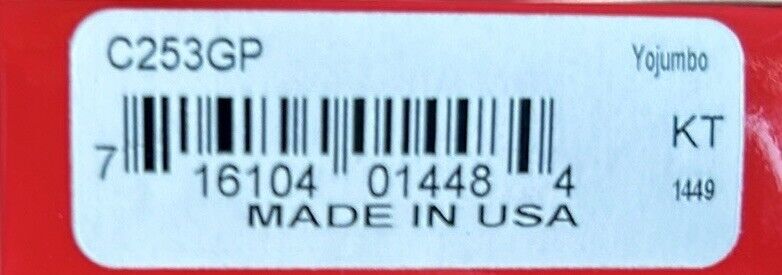 C253GP
Yojumbo
KT
7 16104 01448 4
1449
MADE IN USA